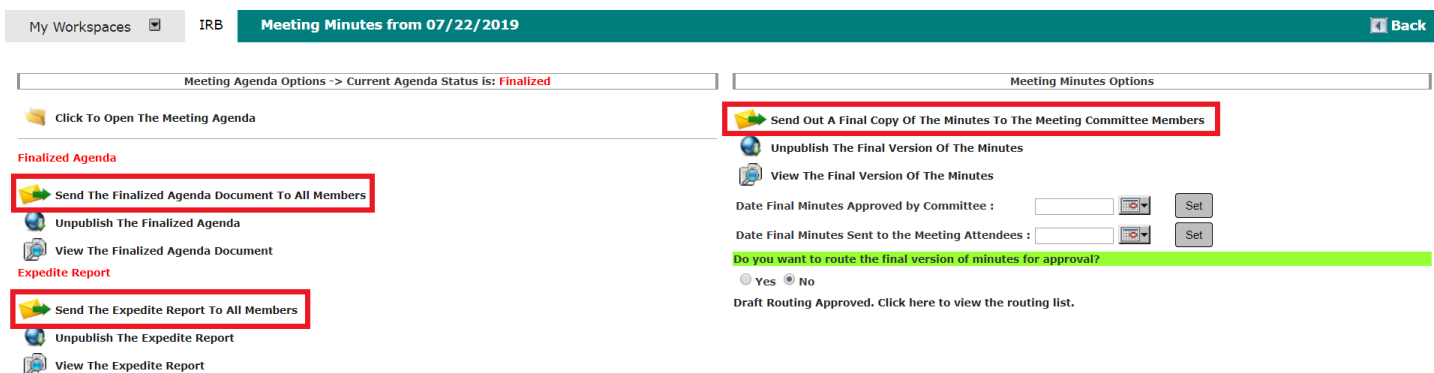 My Workspaces IRB Meeting Minutes from 07/22/2019 Back
Meeting Agenda Options -> Current Agenda Status is: Finalized
Click To Open The Meeting Agenda
Finalized Agenda
Send The Finalized Agenda Document To All Members
Unpublish The Finalized Agenda
View The Finalized Agenda Document
Expedite Report
Send The Expedite Report To All Members
Unpublish The Expedite Report
View The Expedite Report
Meeting Minutes Options
Send Out A Final Copy Of The Minutes To The Meeting Committee Members
Unpublish The Final Version Of The Minutes
View The Final Version Of The Minutes
Date Final Minutes Approved by Committee : Set
Date Final Minutes Sent to the Meeting Attendees : Set
Do you want to route the final version of minutes for approval?
Yes No
Draft Routing Approved. Click here to view the routing list.